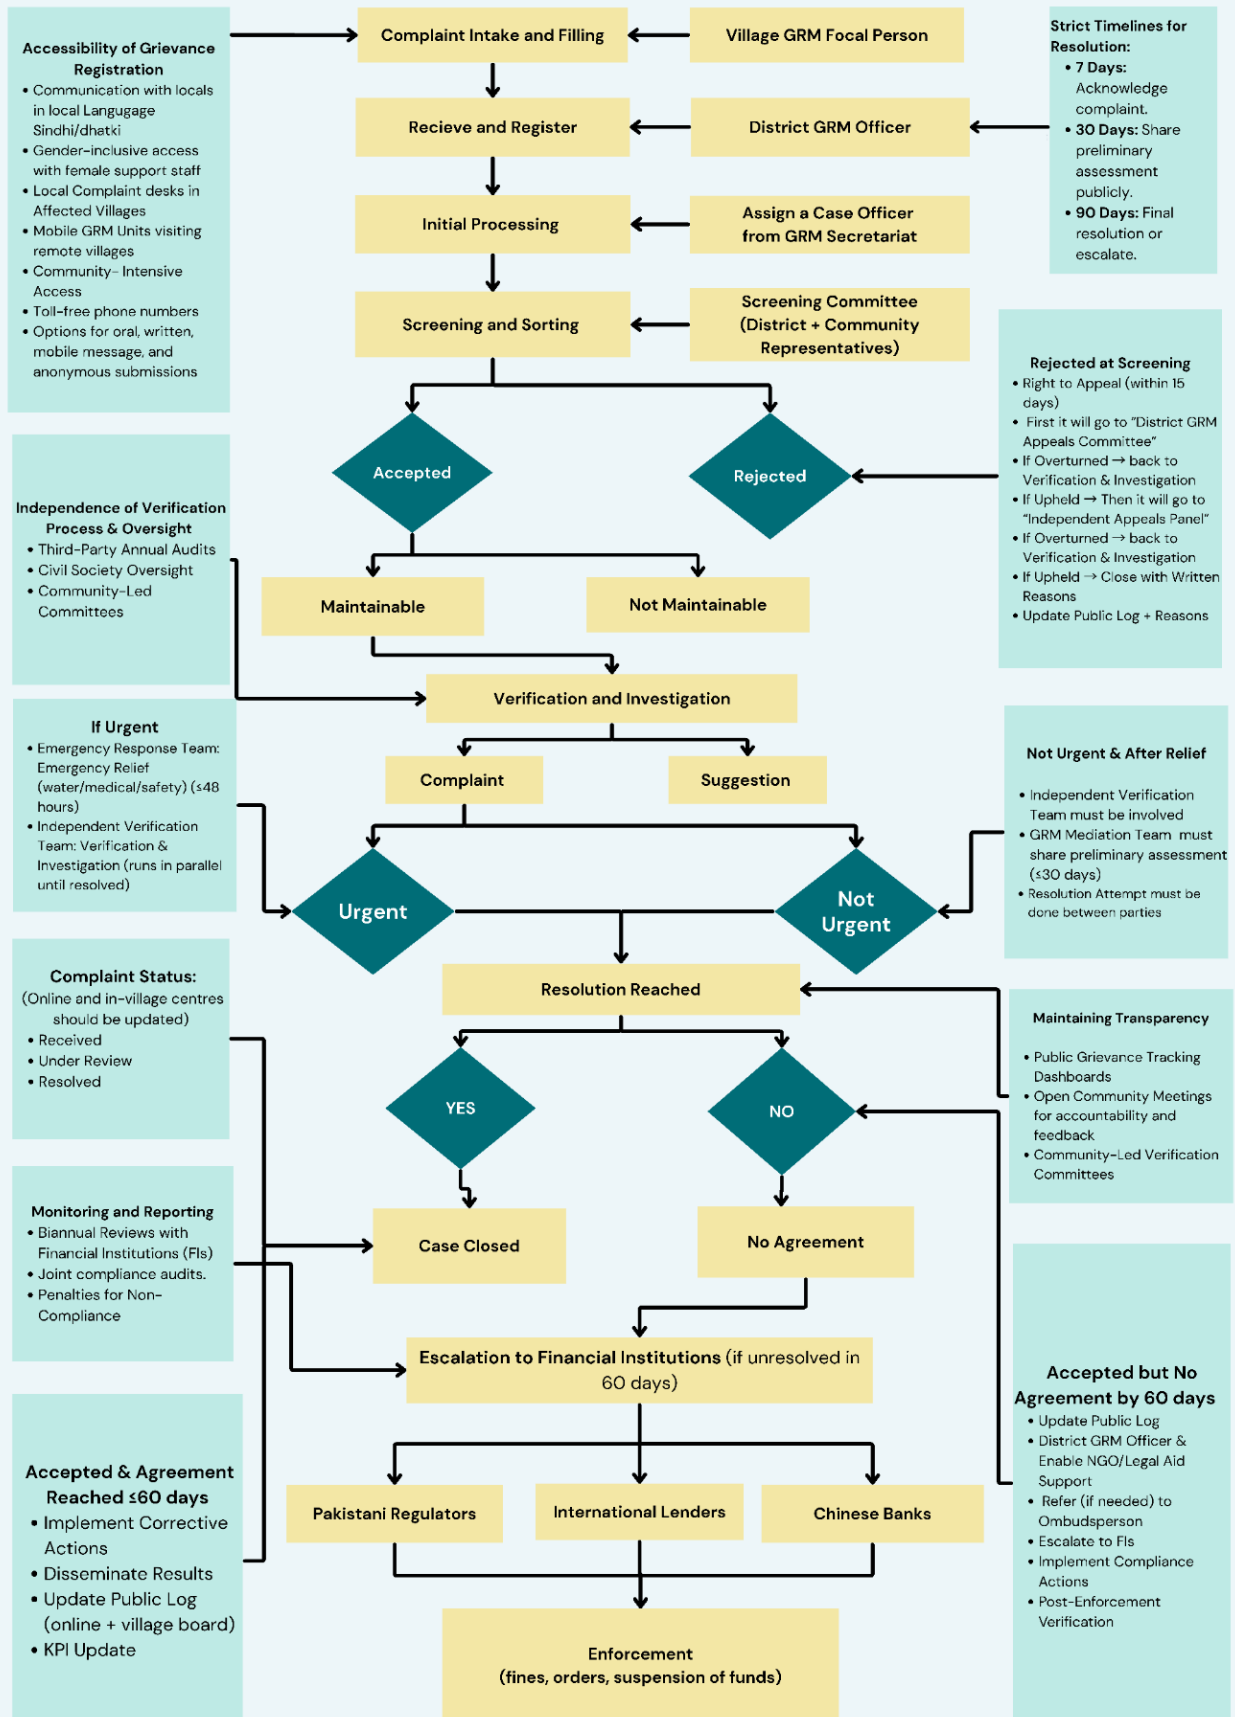 Accessibility of Grievance
Registration
• Communication with locals
in local Langugage
Sindhi/dhatki
• Gender-inclusive access
with female support staff
• Local Complaint desks in
Affected Villages
• Mobile GRM Units visiting
remote villages
• Community- Intensive
Access
• Toll-free phone numbers
• Options for oral, written,
mobile message, and
anonymous submissions
Complaint Intake and Filling
Village GRM Focal Person
Strict Timelines for
Resolution:
• 7 Days:
Acknowledge
complaint.
• 30 Days: Share
preliminary
assessment
publicly.
• 90 Days: Final
resolution or
escalate.
Recieve and Register
District GRM Officer
Initial Processing
Assign a Case Officer
from GRM Secretariat
Screening and Sorting
Screening Committee
(District + Community
Representatives)
Accepted
Rejected
Rejected at Screening
• Right to Appeal (within 15
days)
• First it will go to "District GRM
Appeals Committee"
• If Overturned → back to
Verification & Investigation
• If Upheld → Then it will go to
"Independent Appeals Panel"
• If Overturned → back to
Verification & Investigation
• If Upheld → Close with Written
Reasons
• Update Public Log + Reasons
Independence of Verification
Process & Oversight
• Third-Party Annual Audits
• Civil Society Oversight
• Community-Led
Committees
Maintainable
Not Maintainable
Verification and Investigation
Complaint
Suggestion
If Urgent
• Emergency Response Team:
Emergency Relief
(water/medical/safety) (≤48
hours)
• Independent Verification
Team: Verification &
Investigation (runs in parallel
until resolved)
Urgent
Not
Urgent
Not Urgent & After Relief
• Independent Verification
Team must be involved
• GRM Mediation Team must
share preliminary assessment
(≤30 days)
• Resolution Attempt must be
done between parties
Resolution Reached
Complaint Status:
(Online and in-village centres
should be updated)
• Received
• Under Review
• Resolved
YES
NO
Maintaining Transparency
• Public Grievance Tracking
Dashboards
• Open Community Meetings
for accountability and
feedback
• Community-Led Verification
Committees
Monitoring and Reporting
• Biannual Reviews with
Financial Institutions (FIs)
• Joint compliance audits.
• Penalties for Non-
Compliance
Case Closed
No Agreement
Escalation to Financial Institutions (if unresolved in
60 days)
Accepted & Agreement
Reached ≤60 days
• Implement Corrective
Actions
• Disseminate Results
• Update Public Log
(online + village board)
• KPI Update
Pakistani Regulators
International Lenders
Chinese Banks
Accepted but No
Agreement by 60 days
• Update Public Log
• District GRM Officer &
Enable NGO/Legal Aid
Support
• Refer (if needed) to
Ombudsperson
• Escalate to FIs
• Implement Compliance
Actions
• Post-Enforcement
Verification
Enforcement
(fines, orders, suspension of funds)